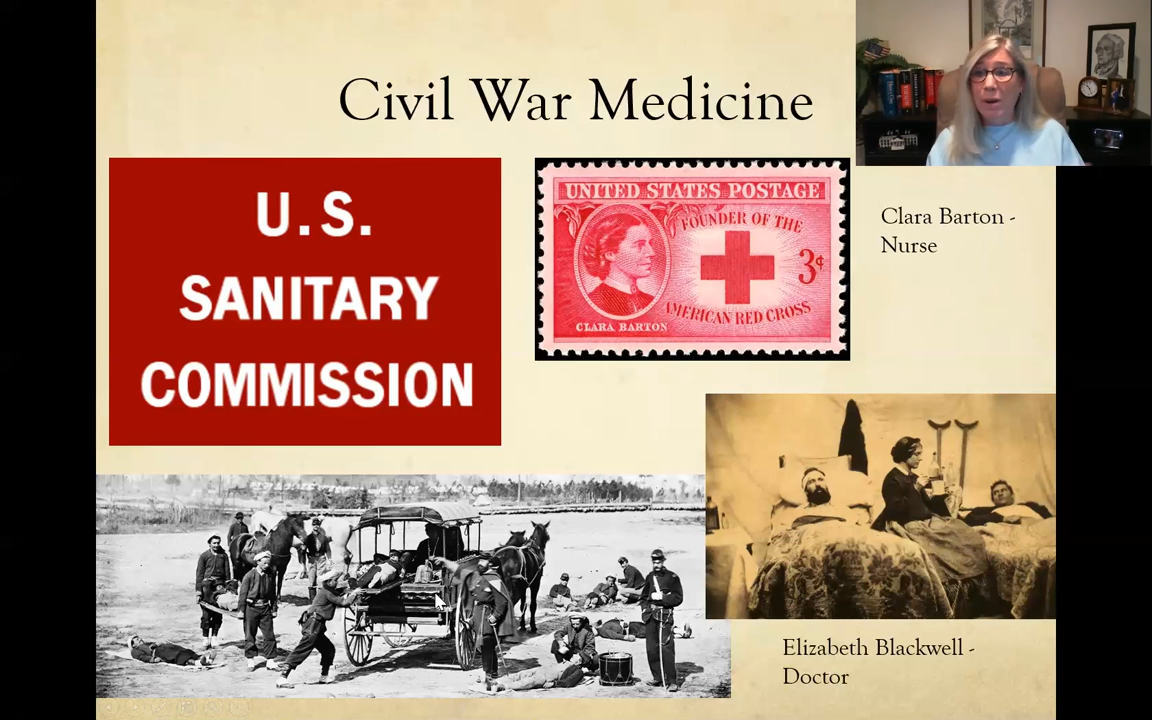 Civil War Medicine
U.S.
SANITARY
COMMISSION
UNITED STATES POSTAGE
FOUNDER OF THE
3¢
AMERICAN RED CROSS
CLARA BARTON
Clara Barton -
Nurse
Elizabeth Blackwell -
Doctor